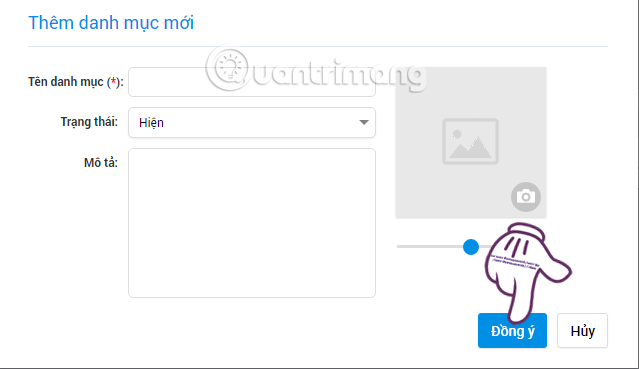 Thêm danh mục mới
Quantrimang
Tên danh mục (*):
Trạng thái:
Hiện
Mô tả:
Đồng ý
Hủy